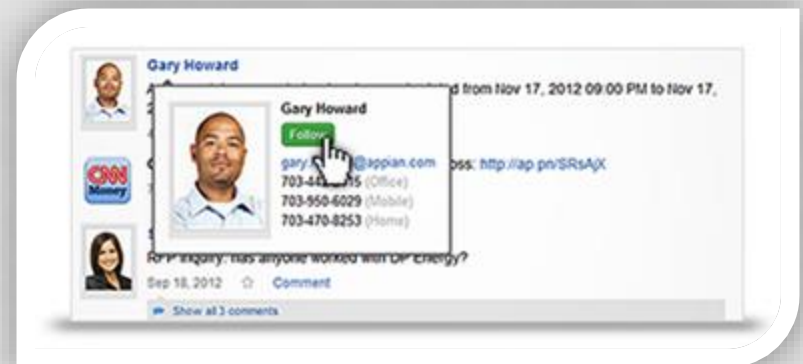 Gary Howard
from Nov 17, 2012 09:00 PM to Nov 17,
Gary Howard
Follow
@appian.com
http://ap.pn/SRsAjX
CNN
Money
(Office)
703-950-6029 (Mobile)
703-470-8253 (Home)
RFP Inquiry: has anyone worked with DP Energy?
Sep 18, 2012 Comment
Show all 3 comments